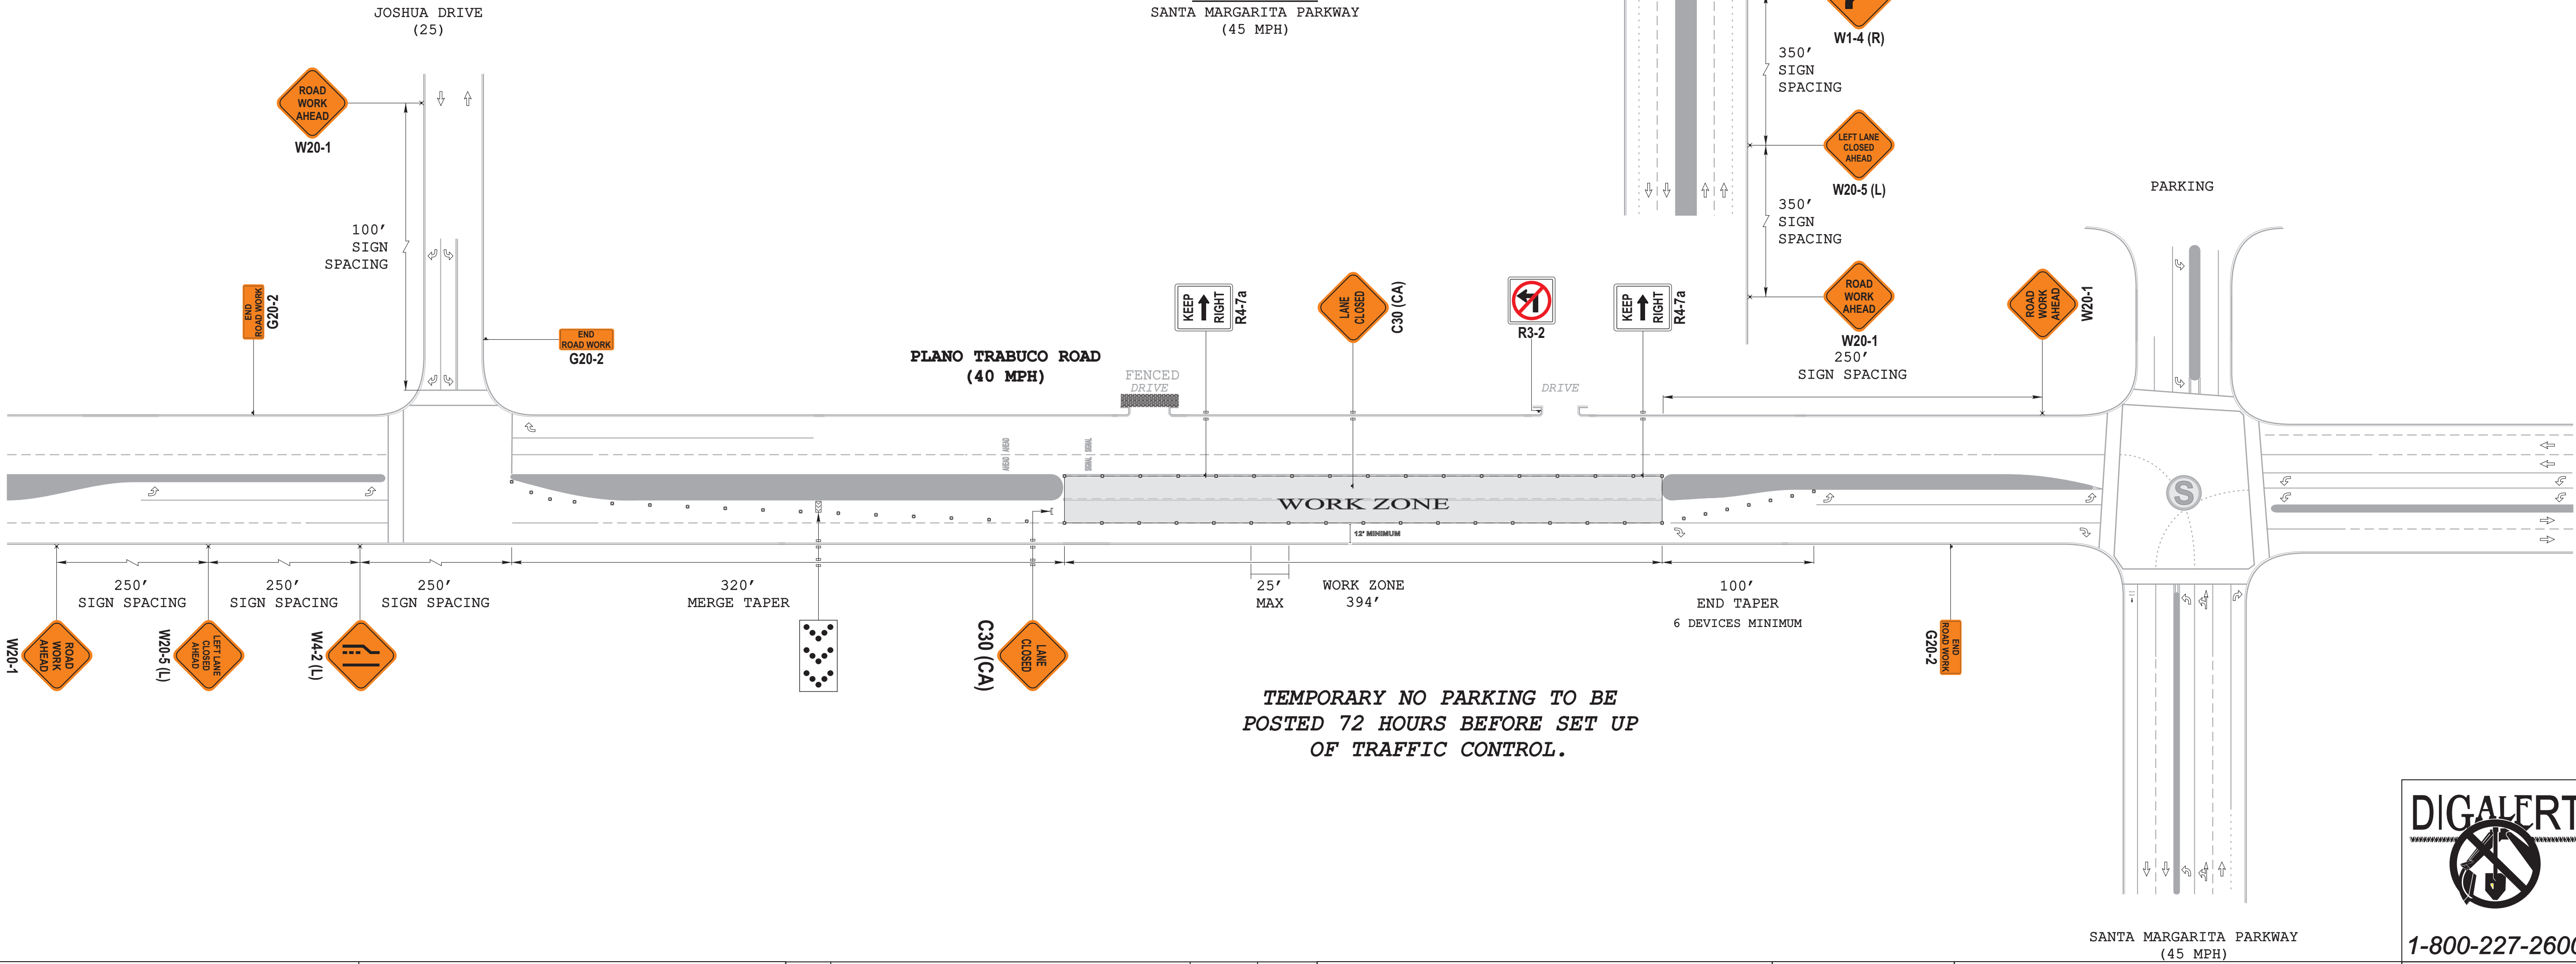 JOSHUA DRIVE
(25)
SANTA MARGARITA PARKWAY
(45 MPH)
W1-4 (R)
350'
SIGN
SPACING
LEFT LANE
CLOSED
AHEAD
W20-5 (L)
350'
SIGN
SPACING
ROAD
WORK
AHEAD
W20-1
ROAD
WORK
AHEAD
W20-1
100'
SIGN
SPACING
END
ROAD WORK
G20-2
END
ROAD WORK
G20-2
PLANO TRABUCO ROAD
(40 MPH)
FENCED
DRIVE
KEEP
RIGHT
R4-7a
LANE
CLOSED
C30 (CA)
R3-2
DRIVE
KEEP
RIGHT
R4-7a
250'
SIGN SPACING
ROAD
WORK
AHEAD
W20-1
PARKING
AHEAD AHEAD
SIGNAL SIGNAL
WORK ZONE
12' MINIMUM
S
250'
SIGN SPACING
250'
SIGN SPACING
250'
SIGN SPACING
320'
MERGE TAPER
25'
MAX
WORK ZONE
394'
100'
END TAPER
6 DEVICES MINIMUM
ROAD
WORK
AHEAD
W20-1
LEFT LANE
CLOSED
AHEAD
W20-5 (L)
W4-2 (L)
LANE
CLOSED
C30 (CA)
END
ROAD WORK
G20-2
TEMPORARY NO PARKING TO BE
POSTED 72 HOURS BEFORE SET UP
OF TRAFFIC CONTROL.
SANTA MARGARITA PARKWAY
(45 MPH)
DIGALERT
1-800-227-2600